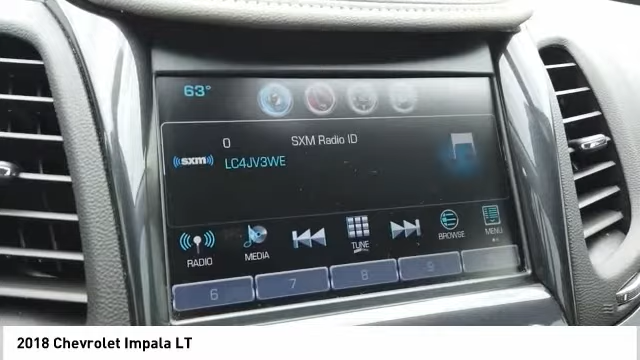 63°
0 SXM Radio ID
((sxm)) LC4JV3WE
RADIO MEDIA TUNE BROWSE MENU
6 7 8 9
2018 Chevrolet Impala LT